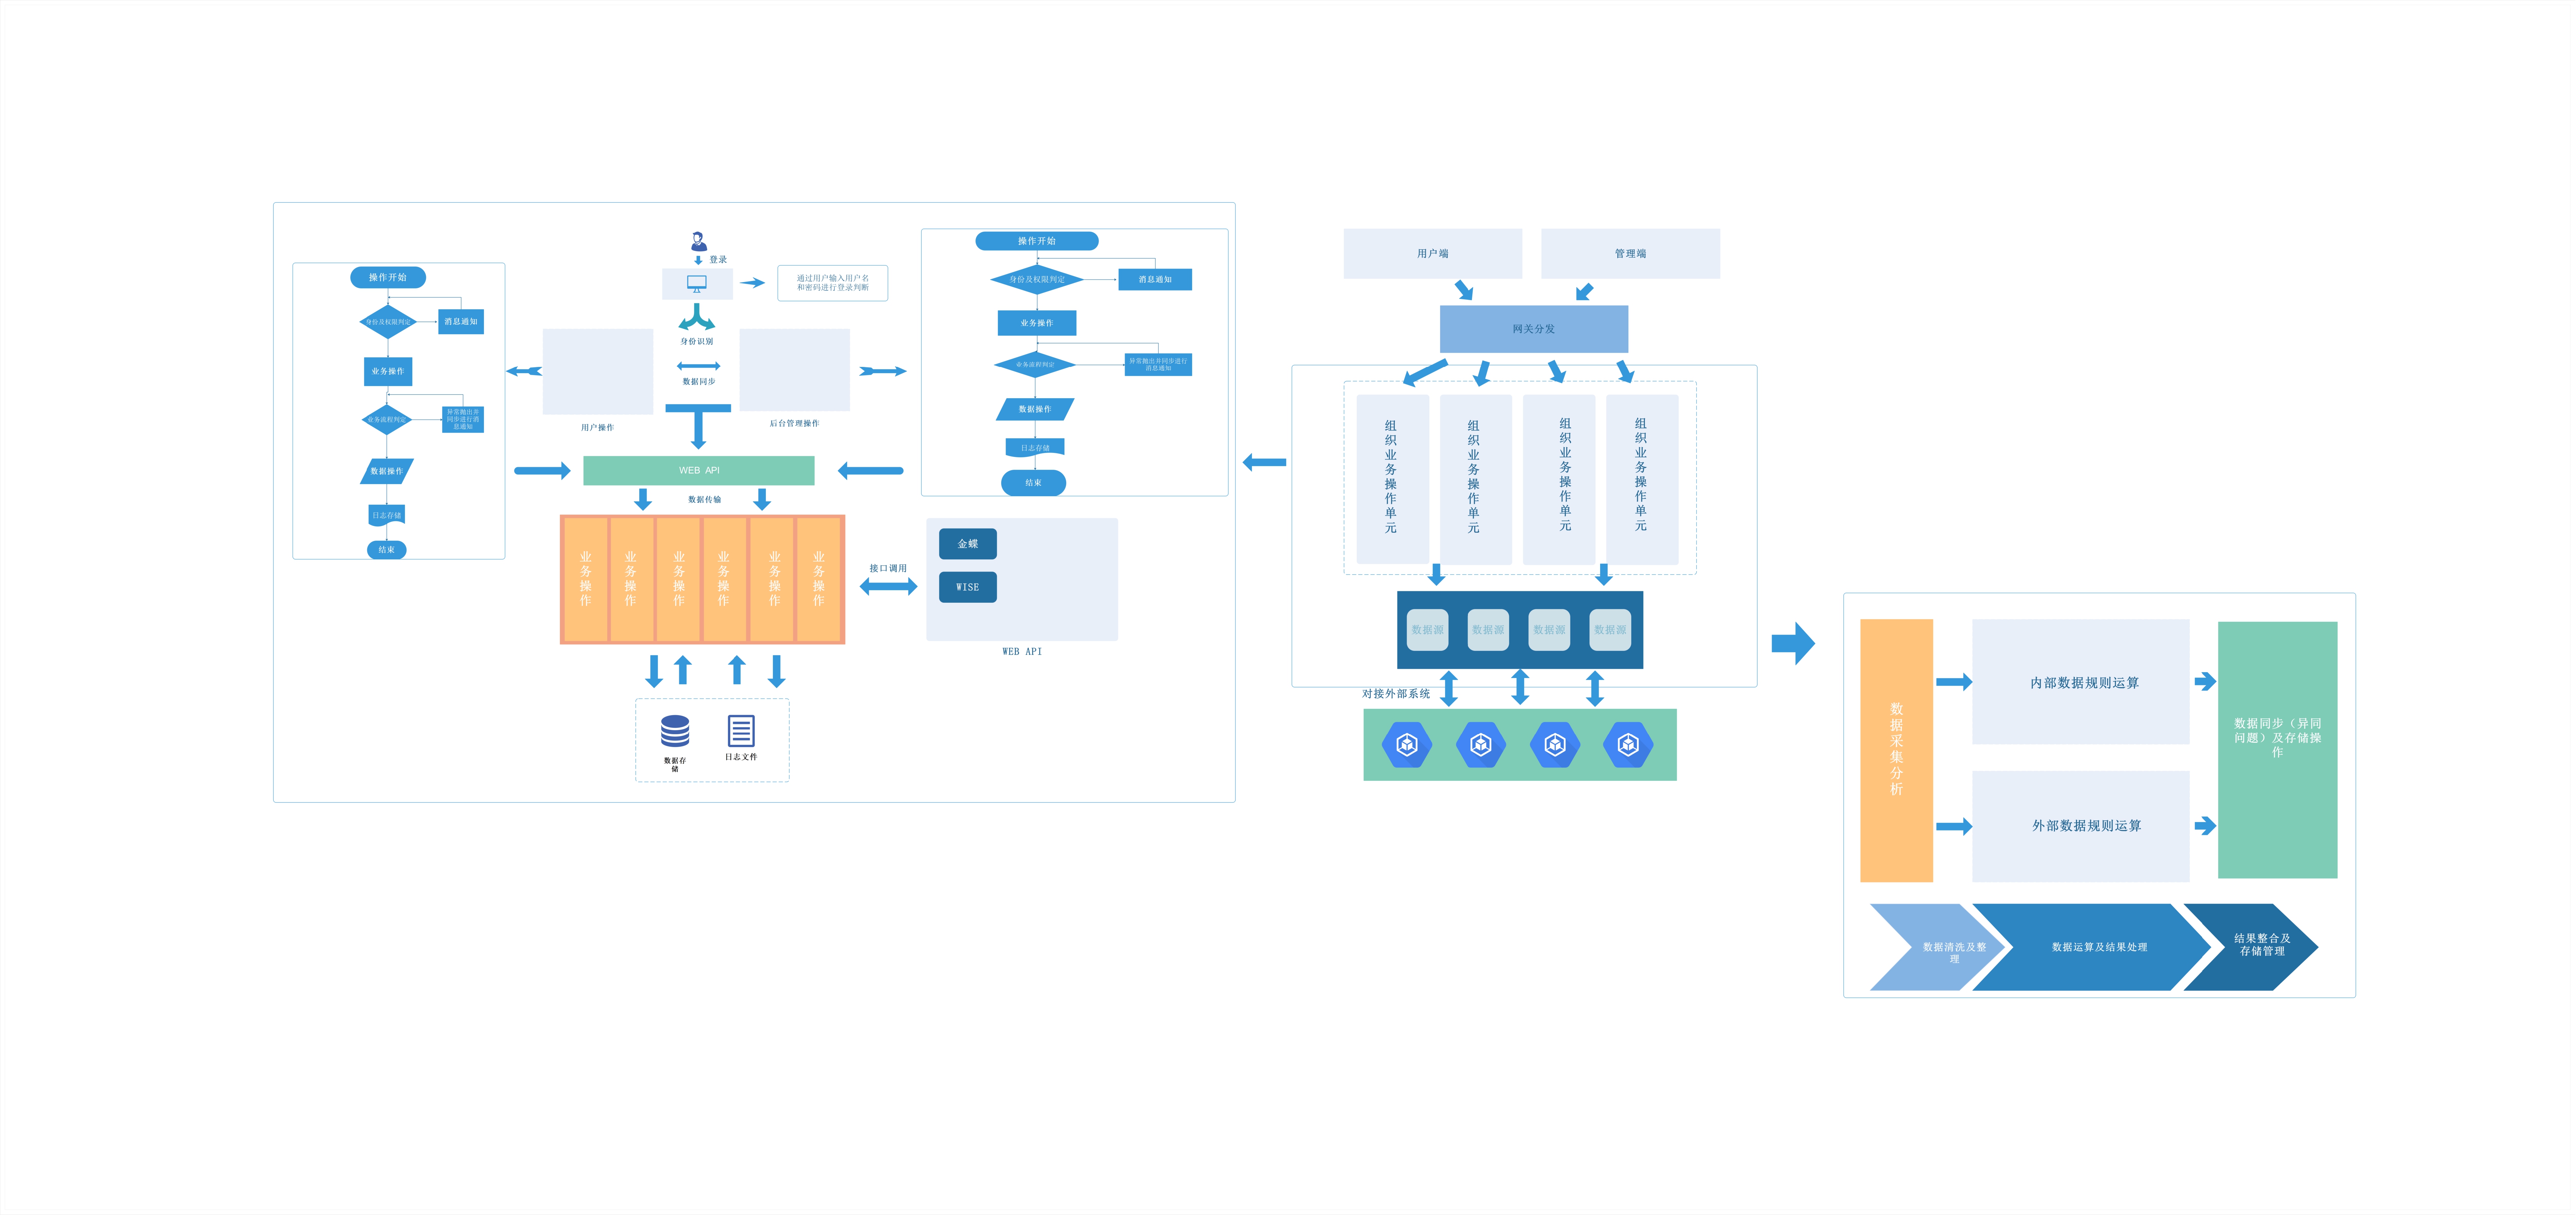 操作开始
身份及权限判定
消息通知
业务操作
业务流程判定
异常抛出并
同步进行消
息通知
数据操作
日志存储
结束
登录
通过用户输入用户名
和密码进行登录判断
身份识别
数据同步
用户操作
后台管理操作
WEB API
数据传输
业务操作
业务操作
业务操作
业务操作
业务操作
业务操作
接口调用
数据存
储
日志文件
操作开始
身份及权限判定
消息通知
业务操作
业务流程判定
异常抛出并同步进行
消息通知
数据操作
日志存储
结束
金蝶
WISE
WEB API
用户端
管理端
网关分发
组织业务操作单元
组织业务操作单元
组织业务操作单元
组织业务操作单元
数据源
数据源
数据源
数据源
对接外部系统
数据采集分析
内部数据规则运算
外部数据规则运算
数据同步（异同
问题）及存储操
作
数据清洗及整
理
数据运算及结果处理
结果整合及
存储管理